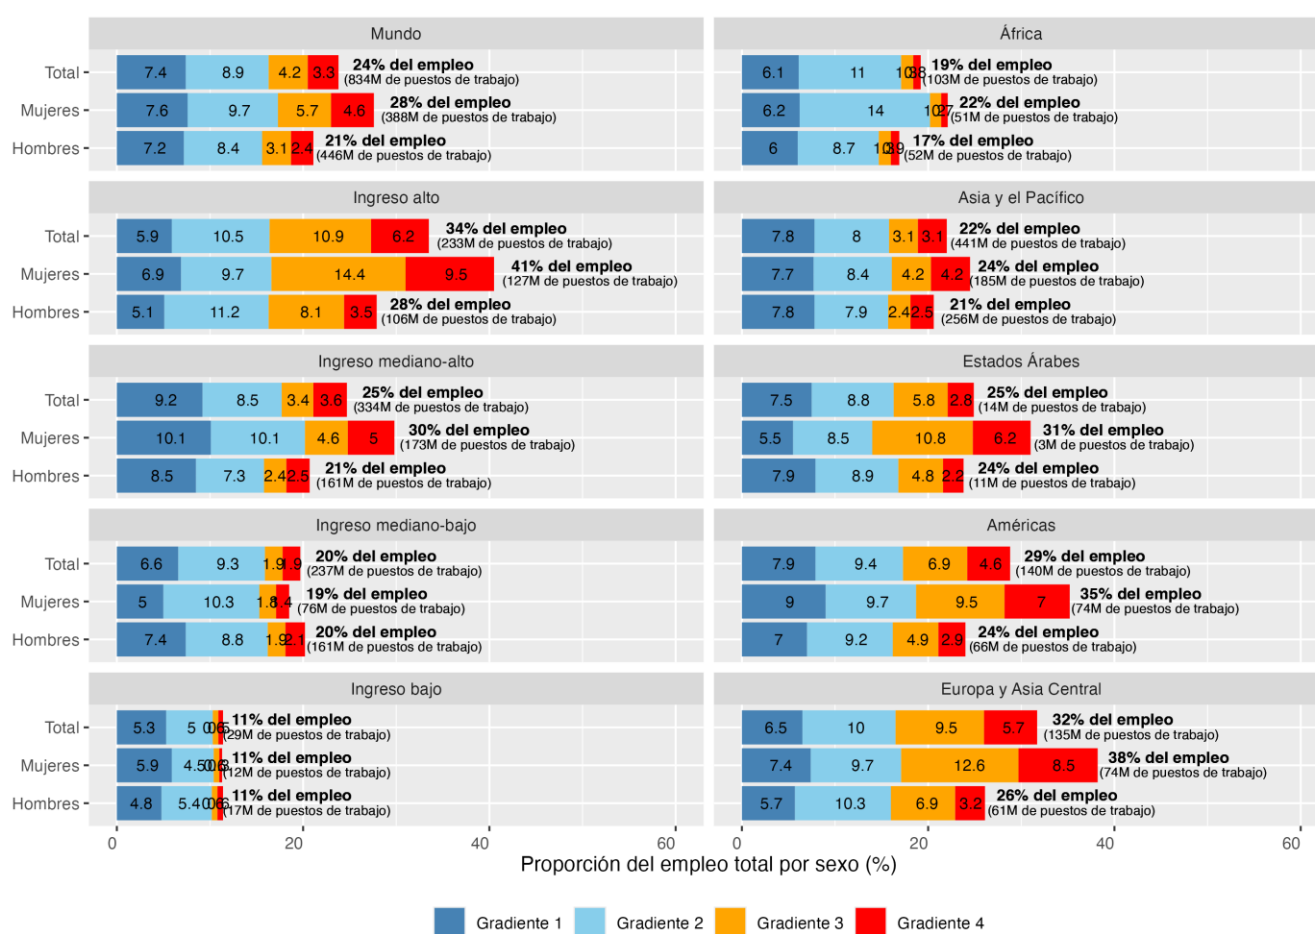 Mundo
Total 7.4 8.9 4.2 3.3 24% del empleo
(834M de puestos de trabajo)
Mujeres 7.6 9.7 5.7 4.6 28% del empleo
(388M de puestos de trabajo)
Hombres 7.2 8.4 3.1 2.4 21% del empleo
(446M de puestos de trabajo)
Ingreso alto
Total 5.9 10.5 10.9 6.2 34% del empleo
(233M de puestos de trabajo)
Mujeres 6.9 9.7 14.4 9.5 41% del empleo
(127M de puestos de trabajo)
Hombres 5.1 11.2 8.1 3.5 28% del empleo
(106M de puestos de trabajo)
Ingreso mediano-alto
Total 9.2 8.5 3.4 3.6 25% del empleo
(334M de puestos de trabajo)
Mujeres 10.1 10.1 4.6 5 30% del empleo
(173M de puestos de trabajo)
Hombres 8.5 7.3 2.4 2.5 21% del empleo
(161M de puestos de trabajo)
Ingreso mediano-bajo
Total 6.6 9.3 1.9 1.9 20% del empleo
(237M de puestos de trabajo)
Mujeres 5 10.3 1.8 1.4 19% del empleo
(76M de puestos de trabajo)
Hombres 7.4 8.8 1.9 2.1 20% del empleo
(161M de puestos de trabajo)
Ingreso bajo
Total 5.3 5 11% del empleo
(29M de puestos de trabajo)
Mujeres 5.9 4.5 11% del empleo
(12M de puestos de trabajo)
Hombres 4.8 5.4 11% del empleo
(17M de puestos de trabajo)
0 20 40 60
África
6.1 11 19% del empleo
(103M de puestos de trabajo)
6.2 14 22% del empleo
(51M de puestos de trabajo)
6 8.7 17% del empleo
(52M de puestos de trabajo)
Asia y el Pacífico
7.8 8 3.1 3.1 22% del empleo
(441M de puestos de trabajo)
7.7 8.4 4.2 4.2 24% del empleo
(185M de puestos de trabajo)
7.8 7.9 2.4 2.5 21% del empleo
(256M de puestos de trabajo)
Estados Árabes
7.5 8.8 5.8 2.8 25% del empleo
(14M de puestos de trabajo)
5.5 8.5 10.8 6.2 31% del empleo
(3M de puestos de trabajo)
7.9 8.9 4.8 2.2 24% del empleo
(11M de puestos de trabajo)
Américas
7.9 9.4 6.9 4.6 29% del empleo
(140M de puestos de trabajo)
9 9.7 9.5 7 35% del empleo
(74M de puestos de trabajo)
7 9.2 4.9 2.9 24% del empleo
(66M de puestos de trabajo)
Europa y Asia Central
6.5 10 9.5 5.7 32% del empleo
(135M de puestos de trabajo)
7.4 9.7 12.6 8.5 38% del empleo
(74M de puestos de trabajo)
5.7 10.3 6.9 3.2 26% del empleo
(61M de puestos de trabajo)
0 20 40 60
Proporción del empleo total por sexo (%)
Gradiente 1 Gradiente 2 Gradiente 3 Gradiente 4